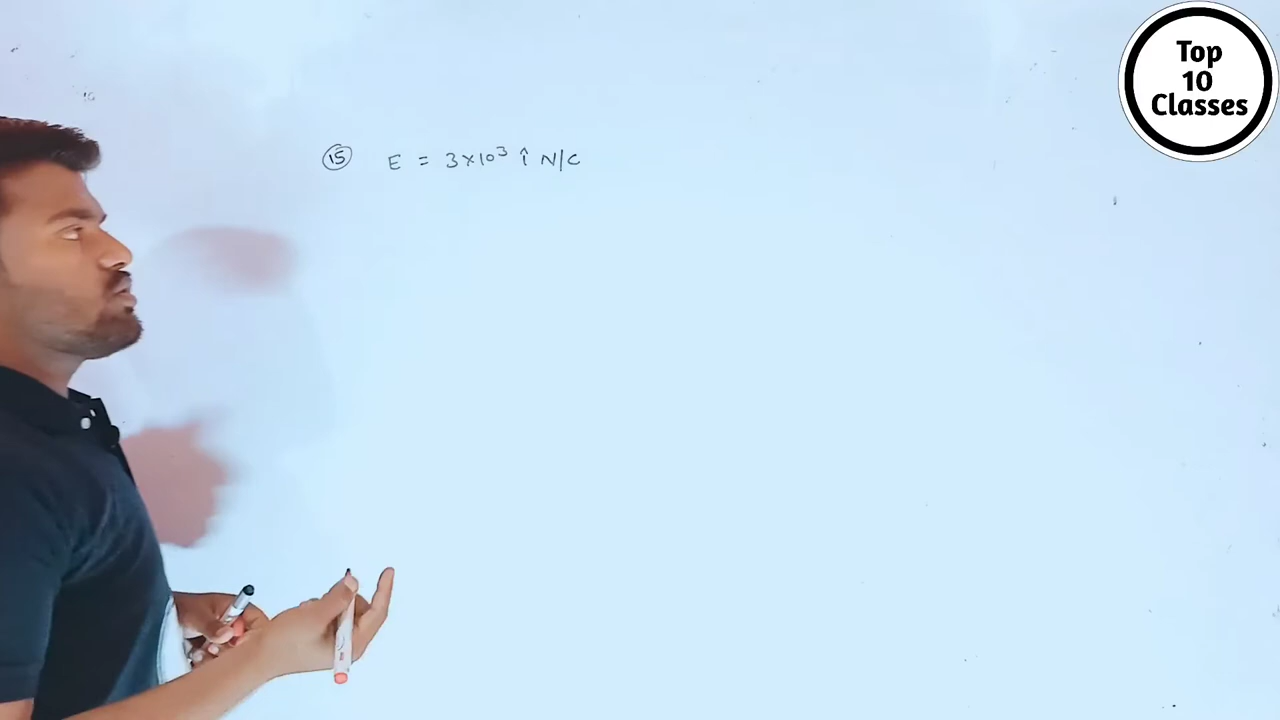 Top
10
Classes
(15) E = 3×10³ î N/C